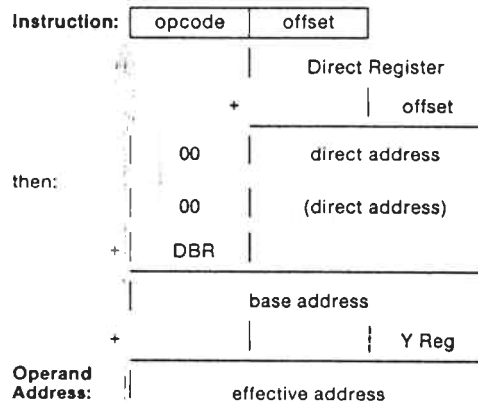 Instruction: opcode offset
Direct Register
+ offset
00 direct address
then:
00 (direct address)
+ DBR
base address
+ Y Reg
Operand
Address: effective address